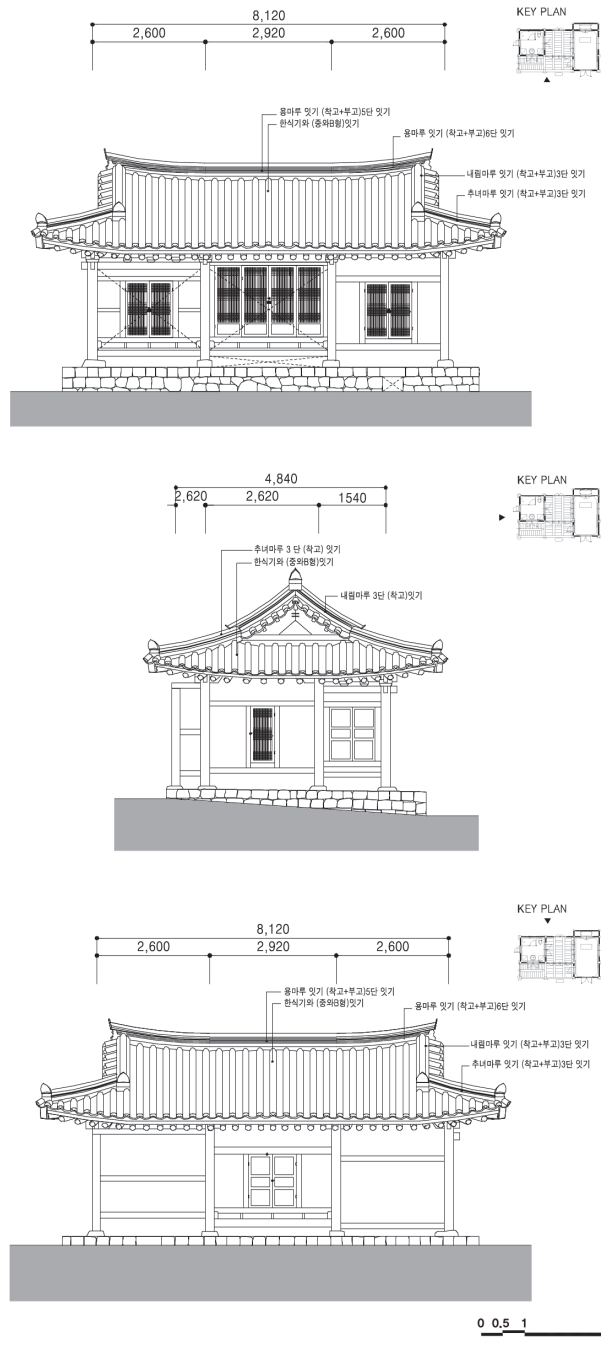 KEY PLAN
8,120
2,600 2,920 2,600
용마루 잇기 (착고+부고)5단 잇기
한식기와 (중와B형)잇기
용마루 잇기 (착고+부고)6단 잇기
내림마루 잇기 (착고+부고)3단 잇기
추녀마루 잇기 (착고+부고)3단 잇기
KEY PLAN
4,840
2,620 2,620 1540
추녀마루 3 단 (착고) 잇기
한식기와 (중와B형)잇기
내림마루 3단 (착고)잇기
KEY PLAN
8,120
2,600 2,920 2,600
용마루 잇기 (착고+부고)5단 잇기
한식기와 (중와B형)잇기
용마루 잇기 (착고+부고)6단 잇기
내림마루 잇기 (착고+부고)3단 잇기
추녀마루 잇기 (착고+부고)3단 잇기
0 0.5 1